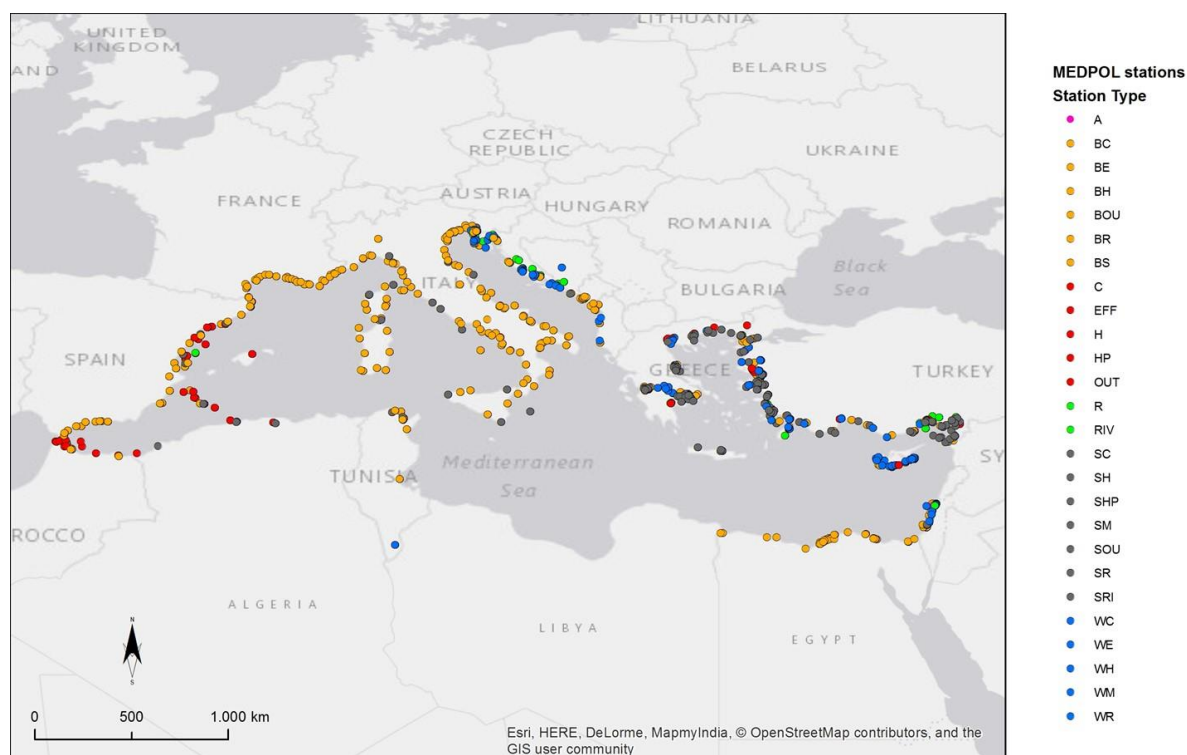 LITHUANIA
UNITED
KINGDOM
AND
BELARUS
CZECH
REPUBLIC
UKRAINE
FRANCE
AUSTRIA
HUNGARY
ROMANIA
Black
Sea
ITALY
BULGARIA
SPAIN
GREECE
TURKEY
Mediterranean
Sea
SY
TUNISIA
ROCCO
ALGERIA
LIBYA
EGYPT
N
S
0 500 1.000 km
Esri, HERE, DeLorme, MapmyIndia, © OpenStreetMap contributors, and the
GIS user community
MEDPOL stations
Station Type
A
BC
BE
BH
BOU
BR
BS
C
EFF
H
HP
OUT
R
RIV
SC
SH
SHP
SM
SOU
SR
SRI
WC
WE
WH
WM
WR